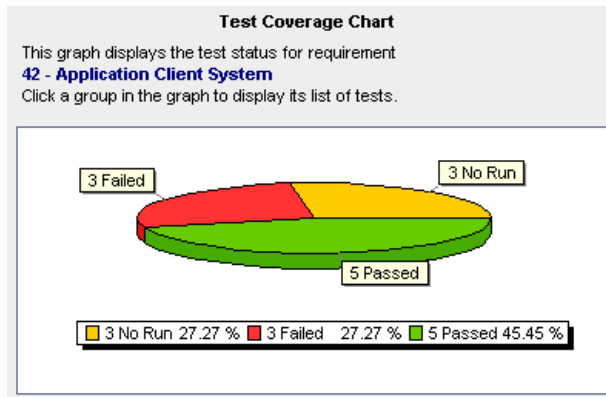 Test Coverage Chart
This graph displays the test status for requirement
42 - Application Client System
Click a group in the graph to display its list of tests.
3 Failed
3 No Run
5 Passed
3 No Run 27.27 % 3 Failed 27.27 % 5 Passed 45.45 %